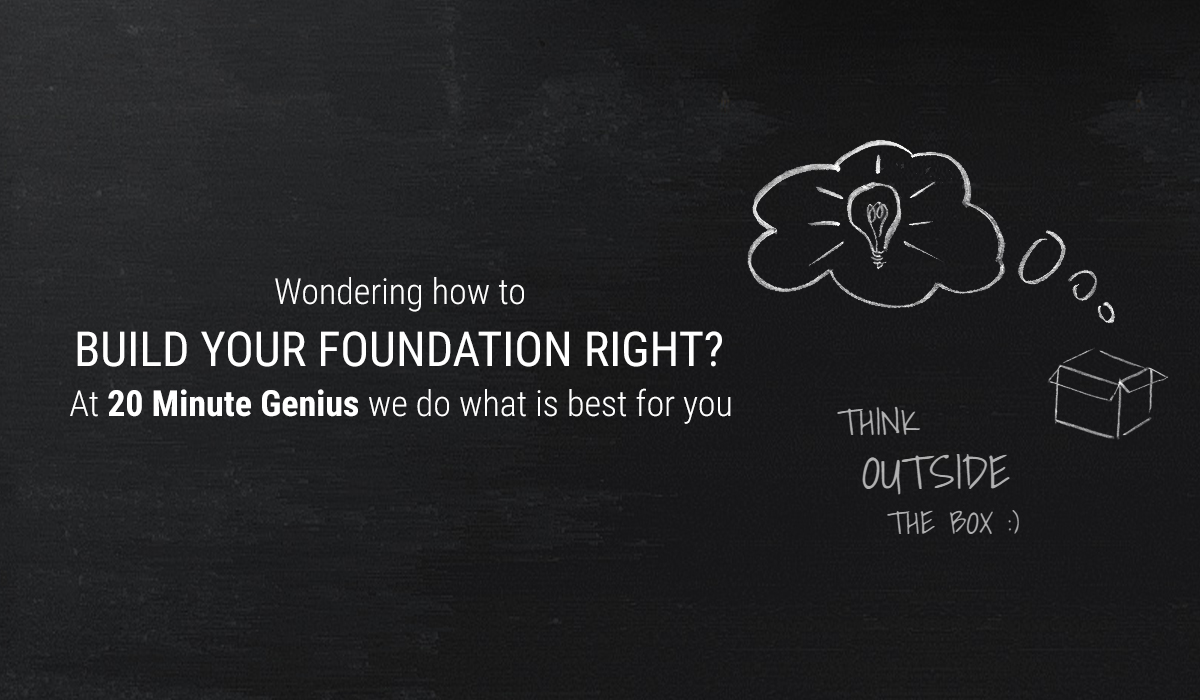 Wondering how to
BUILD YOUR FOUNDATION RIGHT?
At 20 Minute Genius we do what is best for you
THINK
OUTSIDE
THE BOX :)